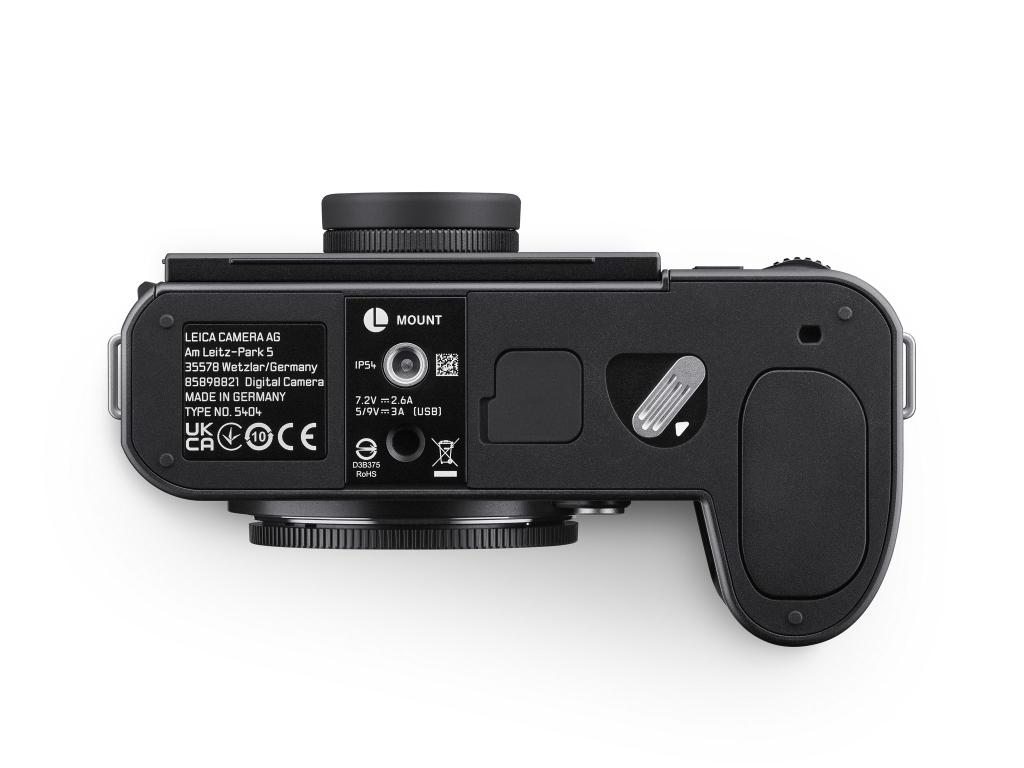 LEICA CAMERA AG
Am Leitz-Park 5
35578 Wetzlar/Germany
85898821 Digital Camera
MADE IN GERMANY
TYPE NO. 5404
UK
CA
10
CE
L MOUNT
IP54
7.2V⎓2.6A
5/9V⎓3A (USB)
D3B375
RoHS